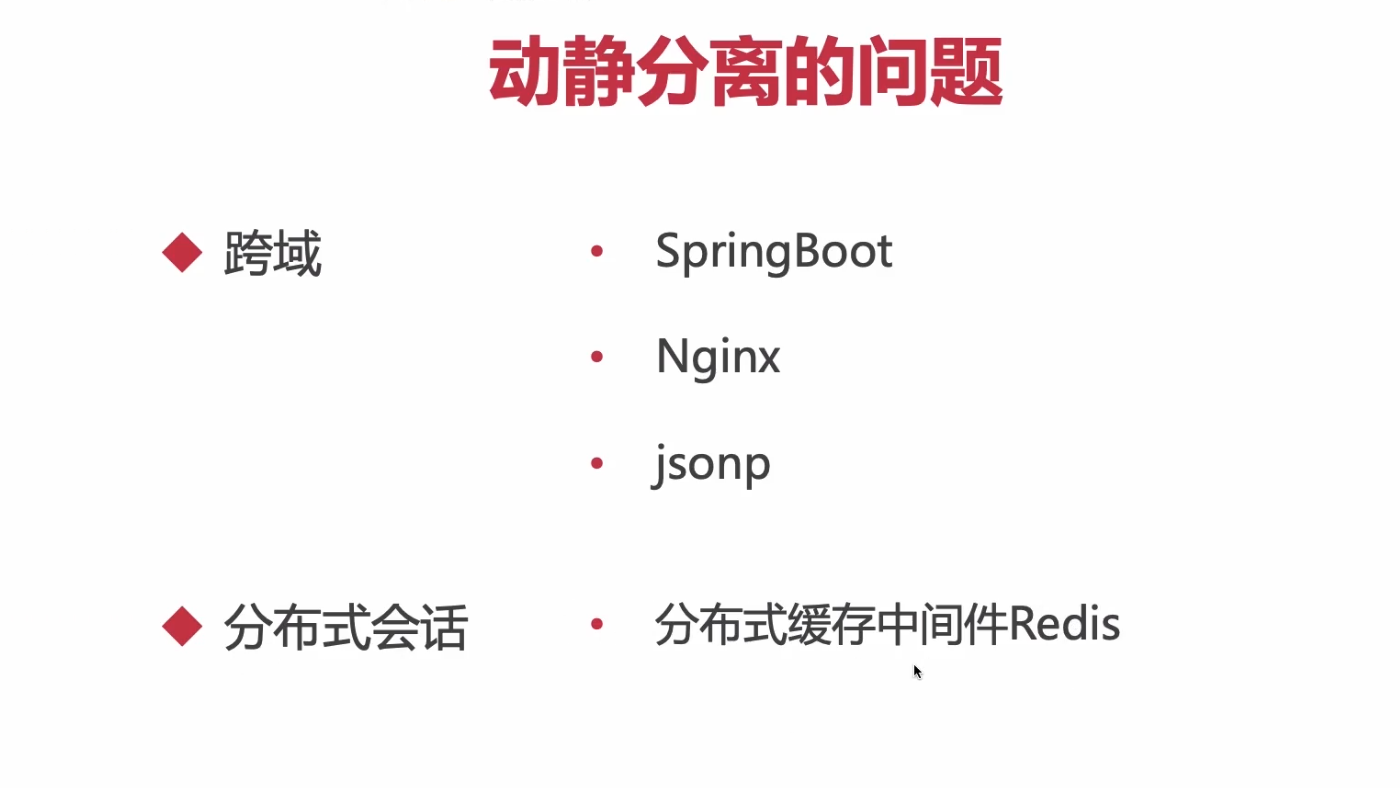 动静分离的问题
跨域
SpringBoot
Nginx
jsonp
分布式会话
分布式缓存中间件Redis